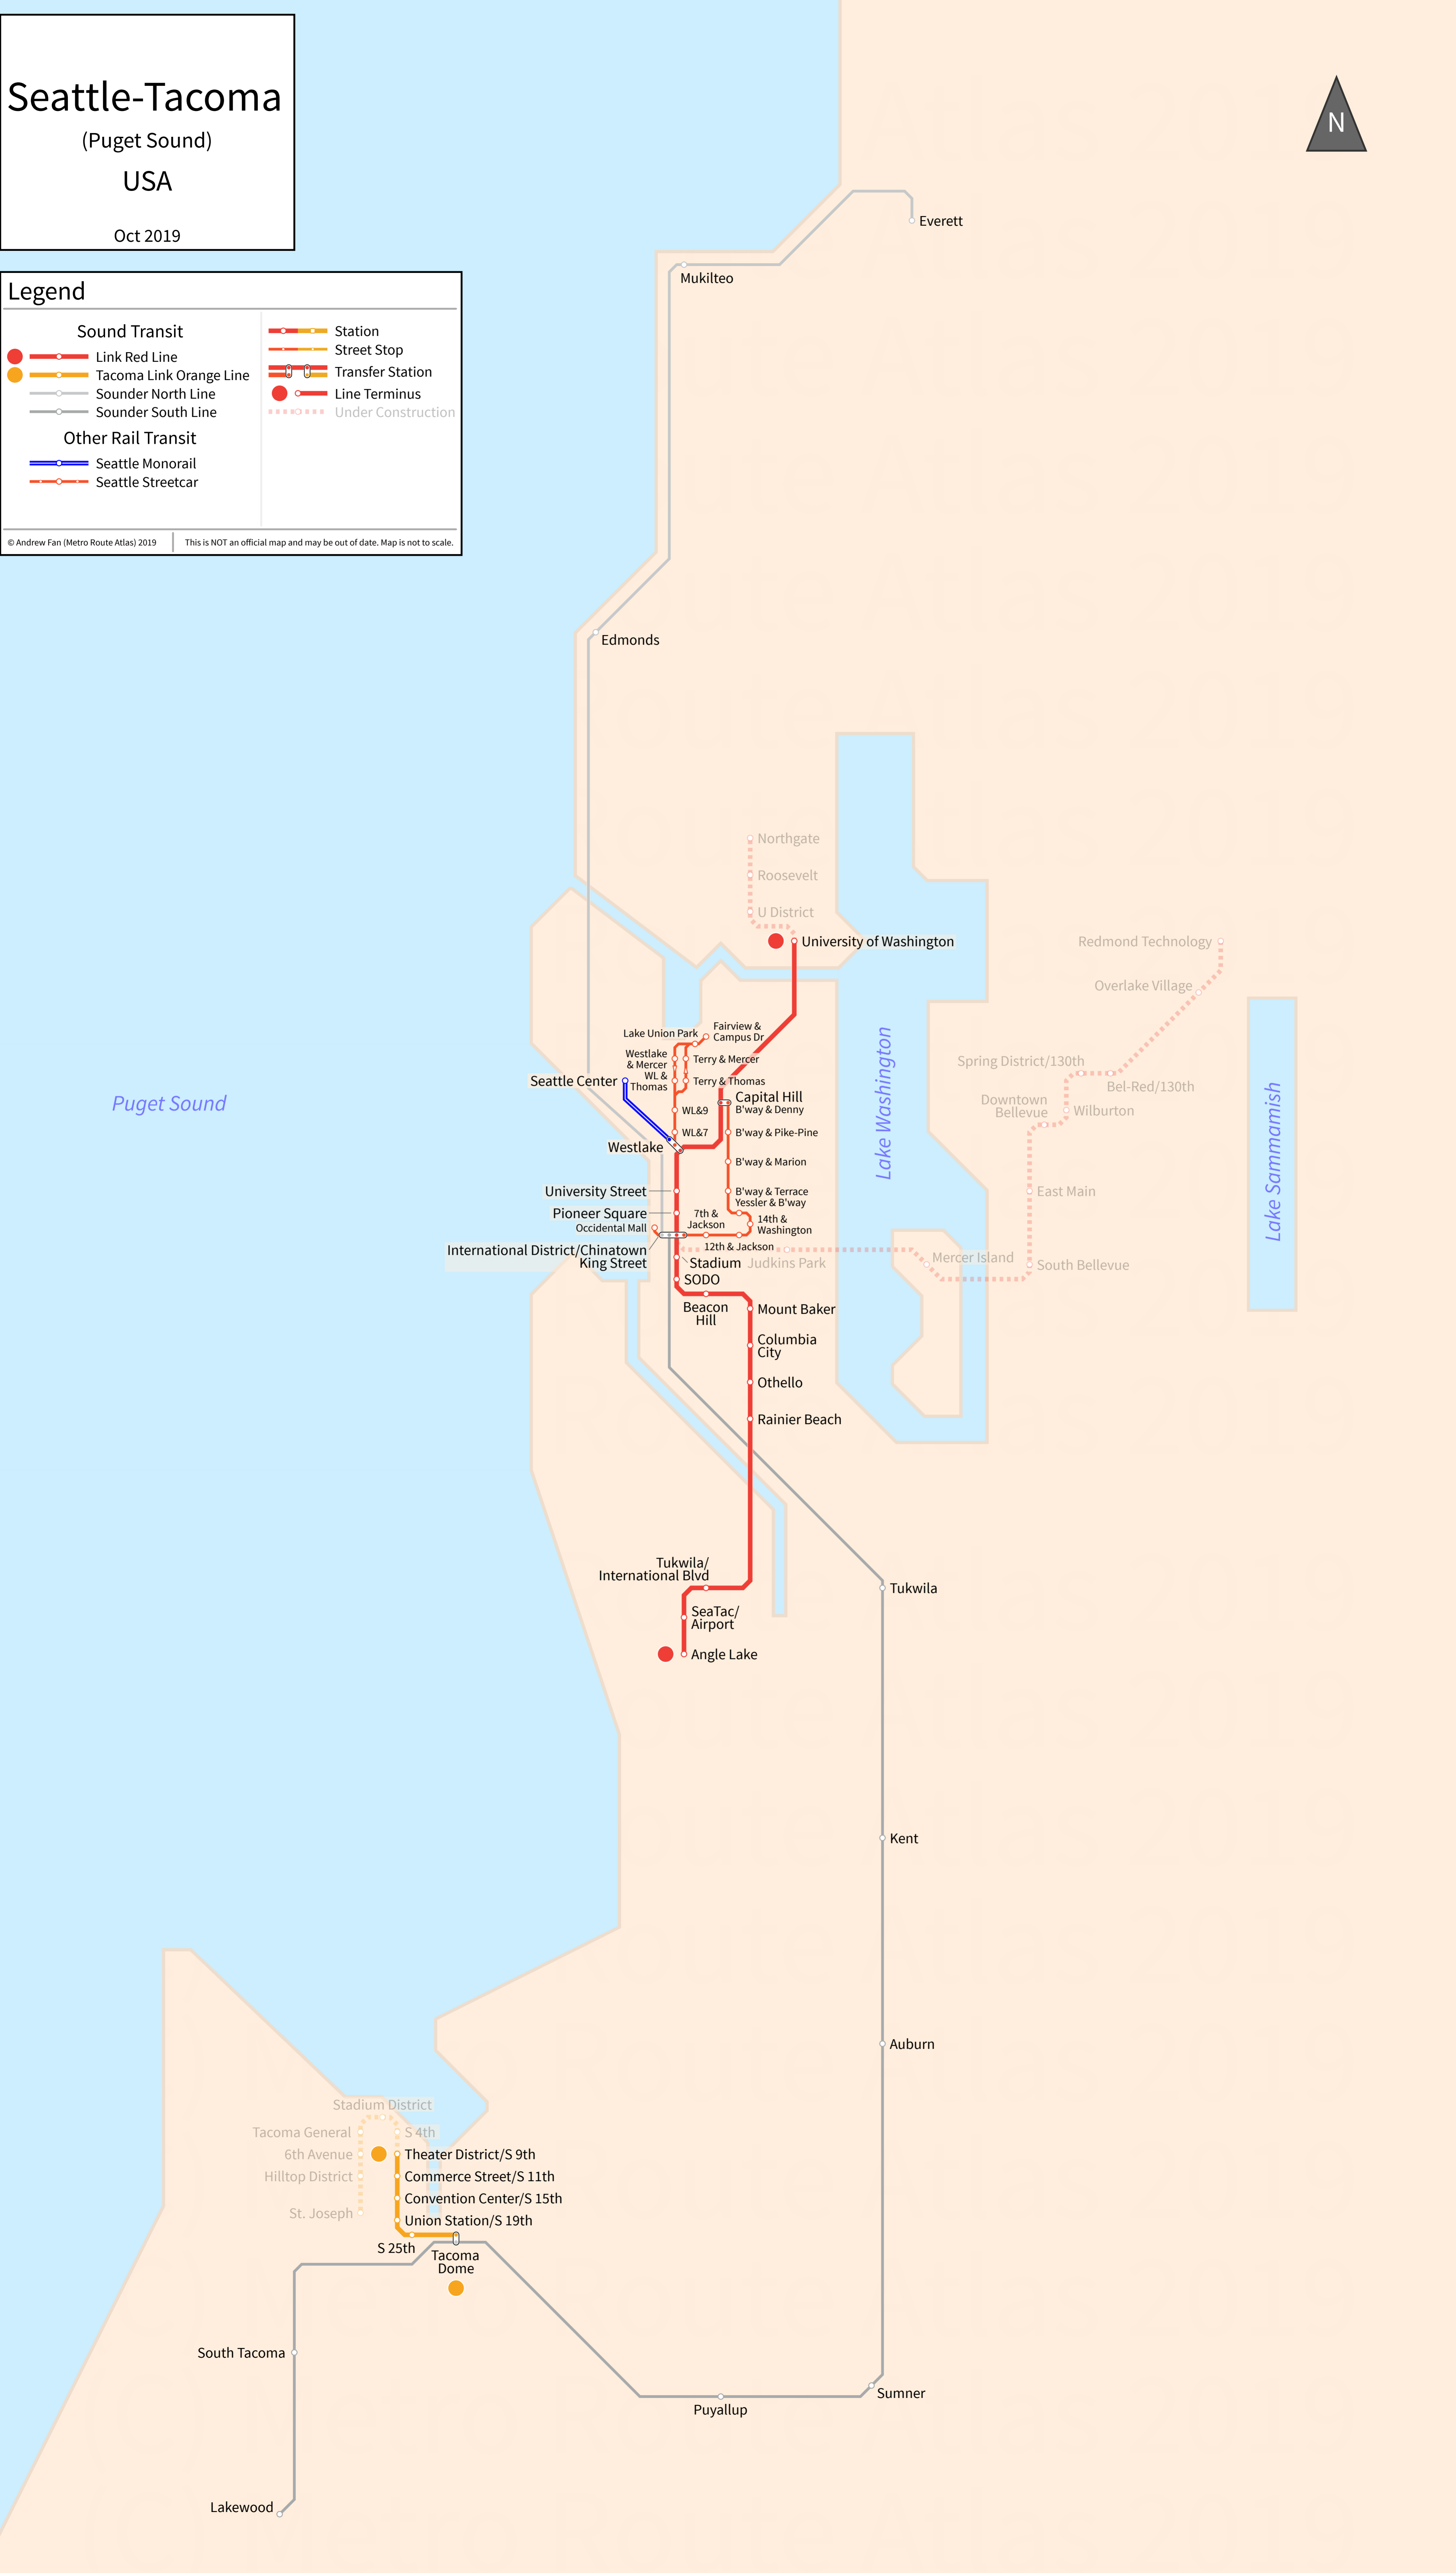 Seattle-Tacoma
(Puget Sound)
USA
Oct 2019
Legend
Sound Transit
Link Red Line
Tacoma Link Orange Line
Sounder North Line
Sounder South Line
Other Rail Transit
Seattle Monorail
Seattle Streetcar
Station
Street Stop
Transfer Station
Line Terminus
Under Construction
© Andrew Fan (Metro Route Atlas) 2019
This is NOT an official map and may be out of date. Map is not to scale.
N
Everett
Mukilteo
Edmonds
Northgate
Roosevelt
U District
University of Washington
Redmond Technology
Overlake Village
Spring District/130th
Bel-Red/130th
Downtown
Bellevue
Wilburton
East Main
South Bellevue
Mercer Island
Judkins Park
Lake Washington
Lake Sammamish
Puget Sound
Lake Union Park
Fairview &
Campus Dr
Westlake
& Mercer
Terry & Mercer
WL &
Thomas
Terry & Thomas
Seattle Center
Capital Hill
B'way & Denny
WL&9
WL&7
B'way & Pike-Pine
Westlake
B'way & Marion
University Street
B'way & Terrace
Yessler & B'way
Pioneer Square
7th &
Jackson
14th &
Washington
Occidental Mall
12th & Jackson
International District/Chinatown
King Street
Stadium
SODO
Beacon
Hill
Mount Baker
Columbia
City
Othello
Rainier Beach
Tukwila/
International Blvd
SeaTac/
Airport
Angle Lake
Tukwila
Kent
Auburn
Stadium District
Tacoma General
S 4th
6th Avenue
Theater District/S 9th
Hilltop District
Commerce Street/S 11th
Convention Center/S 15th
St. Joseph
Union Station/S 19th
S 25th
Tacoma
Dome
South Tacoma
Sumner
Puyallup
Lakewood